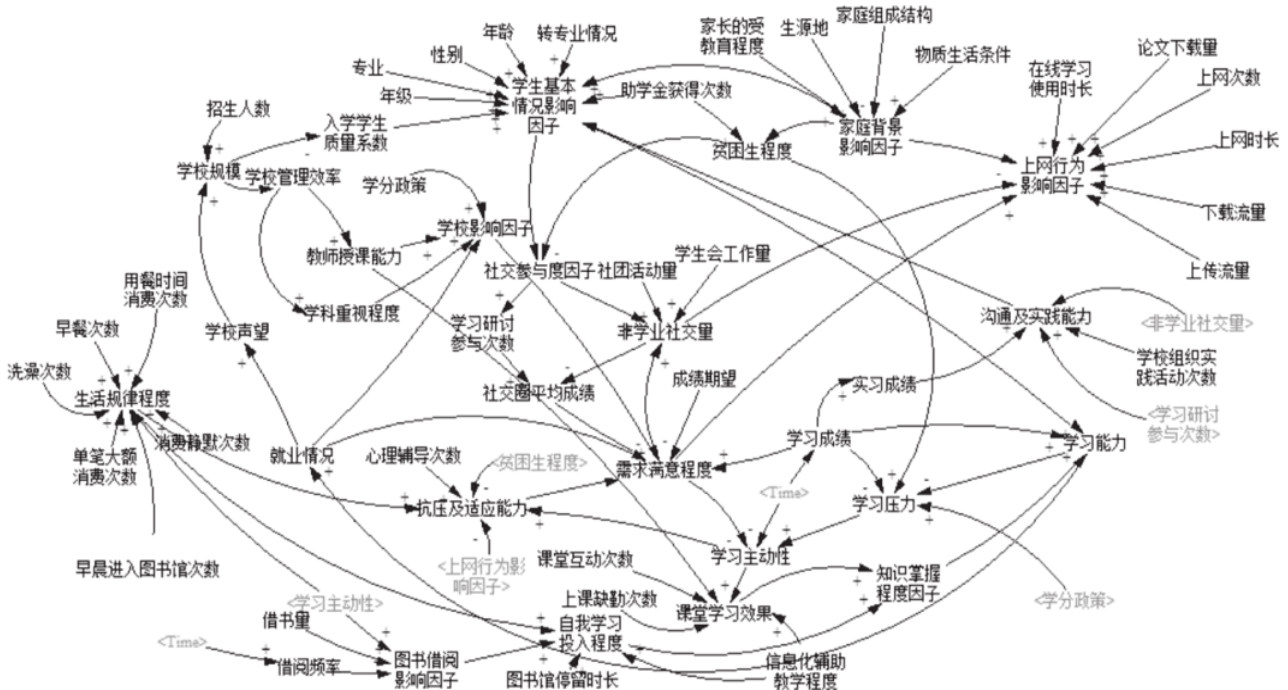 家庭组成结构
年龄
转专业情况
家长的受
教育程度
生源地
性别
物质生活条件
论文下载量
专业
学生基本
情况影响
因子
在线学习
使用时长
上网次数
年级
助学金获得次数
招生人数
入学学生
质量系数
家庭背景
影响因子
上网时长
贫困生程度
学校规模
学校管理效率
上网行为
影响因子
学分政策
下载流量
学校影响因子
教师授课能力
学生会工作量
社交参与度因子
社团活动量
上传流量
用餐时间
消费次数
学科重视程度
沟通及实践能力
<非学业社交量>
早餐次数
学校声望
学习研讨
参与次数
非学业社交量
学校组织实
践活动次数
洗澡次数
成绩期望
实习成绩
生活规律程度
社交圈平均成绩
<学习研讨
参与次数>
消费静默次数
学习成绩
学习能力
单笔大额
消费次数
就业情况
心理辅导次数
<贫困生程度>
需求满意程度
<Time>
抗压及适应能力
学习压力
早晨进入图书馆次数
<上网行为影
响因子>
课堂互动次数
学习主动性
知识掌握
程度因子
<学习主动性>
上课缺勤次数
课堂学习效果
<学分政策>
借书量
自我学习
投入程度
<Time>
借阅频率
图书借阅
影响因子
图书馆停留时长
信息化辅助
教学程度